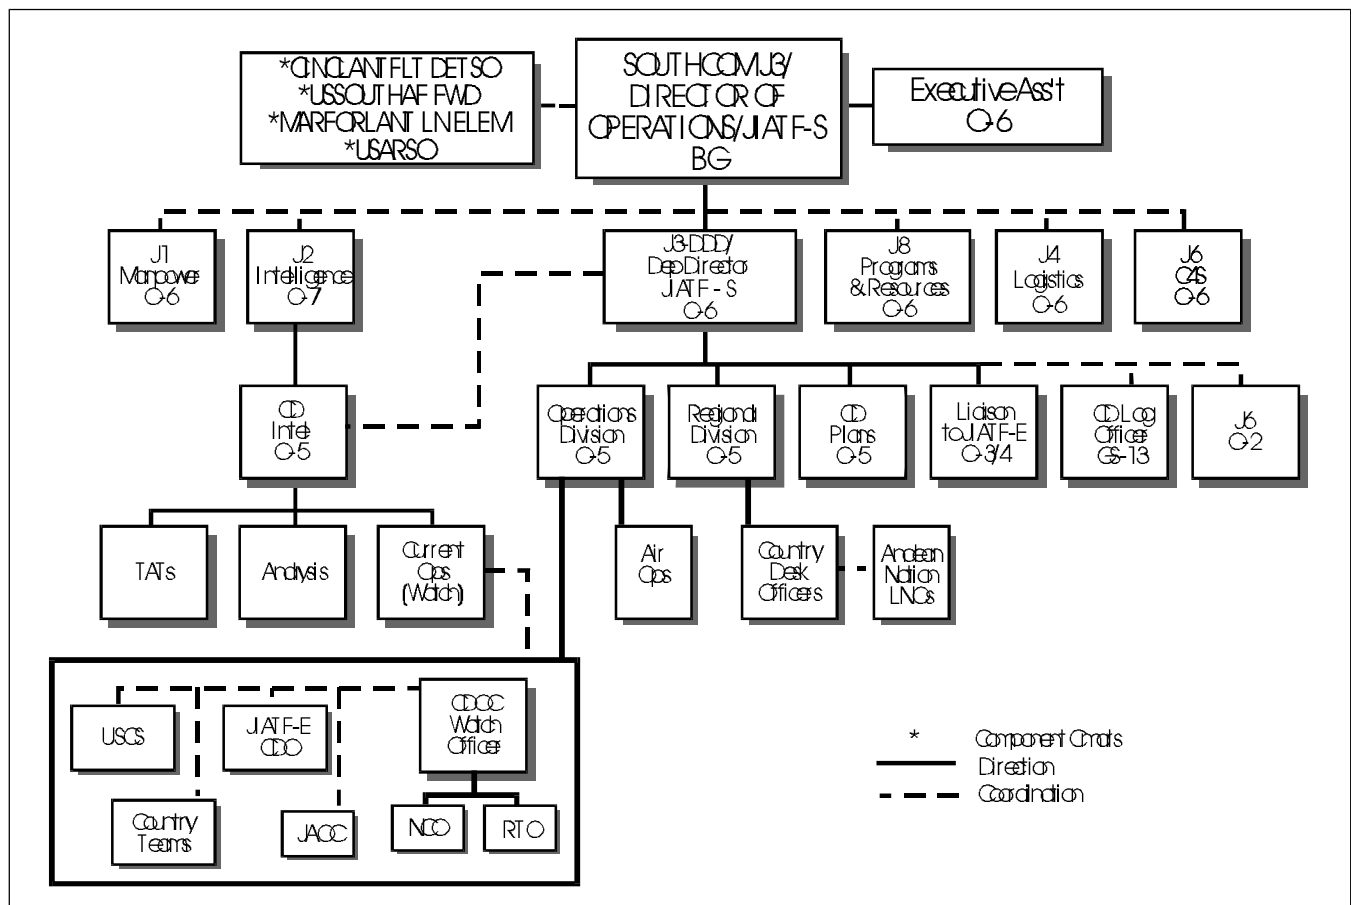 *CINCLANTFLT DETSO
*USSOUTHAF FWD
*MARFORLANT LN ELEM
*USARSO
SOUTHCOM J3/
DIRECTOR OF
OPERATIONS/JIATF-S
BG
Executive Ass't
O-6
J1
Manpower
O-6
J2
Intelligence
O-7
J3-DDD/
Dep Director
JIATF-S
O-6
J8
Programs
& Resources
O-6
J4
Logistics
O-6
J6
C4S
O-6
CD
Intel
O-5
Operations
Division
O-5
Regional
Division
O-5
CD
Plans
O-5
Liaison
to JIATF-E
O-3/4
CD Log
Officer
GS-13
J6
O-2
TATs
Analysis
Current
Ops
(Watch)
Air
Ops
Country
Desk
Officers
Andean
Nation
LNOs
USCS
JIATF-E
CDO
CDOC
Watch
Officer
Country
Teams
JAOC
NCO
RTO
* Component Cmds
Direction
Coordination